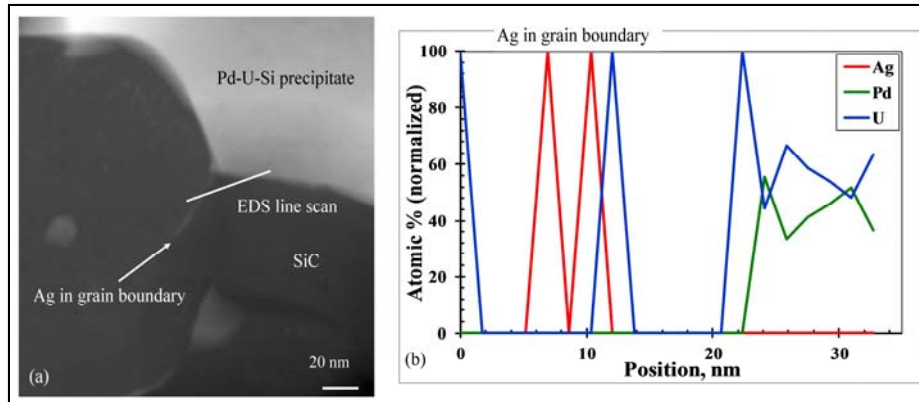 Pd-U-Si precipitate
EDS line scan
SiC
Ag in grain boundary
(a)
20 nm
Ag in grain boundary
100
80
60
40
20
0
Atomic % (normalized)
Ag
Pd
U
0
10
20
30
(b)
Position, nm